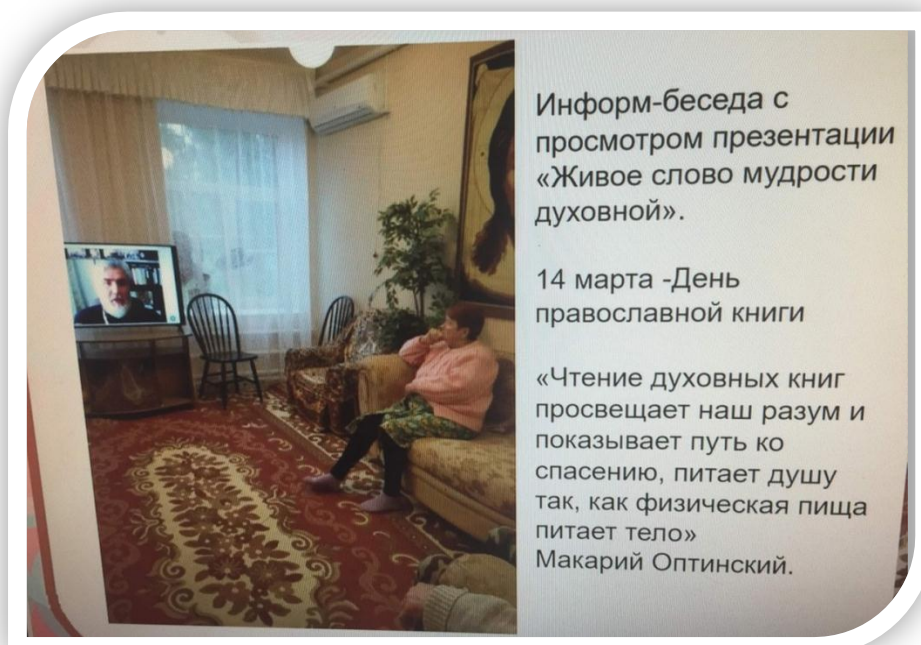 Информ-беседа с
просмотром презентации
«Живое слово мудрости
духовной».
14 марта -День
православной книги
«Чтение духовных книг
просвещает наш разум и
показывает путь ко
спасению, питает душу
так, как физическая пища
питает тело»
Макарий Оптинский.